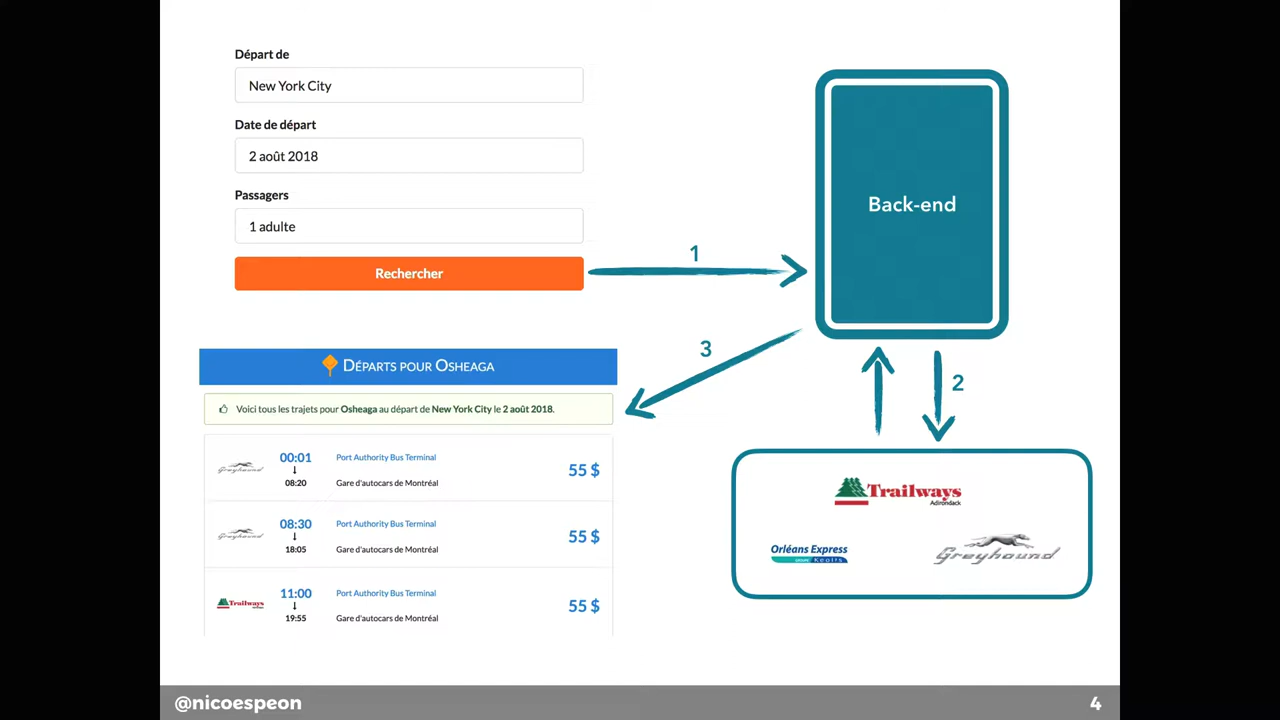 Départ de
New York City
Date de départ
2 août 2018
Passagers
1 adulte
Rechercher
1
Back-end
3
2
Départs pour Osheaga
Voici tous les trajets pour Osheaga au départ de New York City le 2 août 2018.
Greyhound
00:01
08:20
Port Authority Bus Terminal
Gare d'autocars de Montréal
55 $
Greyhound
08:30
18:05
Port Authority Bus Terminal
Gare d'autocars de Montréal
55 $
Trailways
11:00
19:55
Port Authority Bus Terminal
Gare d'autocars de Montréal
55 $
Trailways
Adirondack
Orléans Express
Keolis
Greyhound
@nicoespeon
4